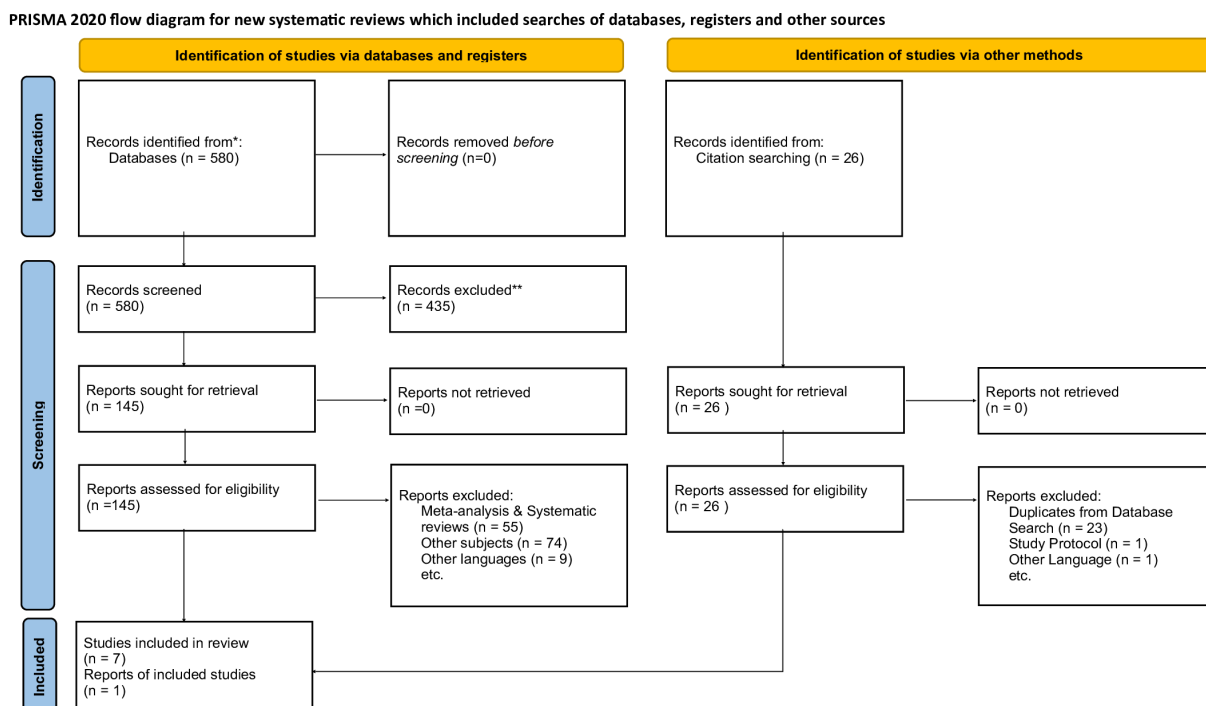 PRISMA 2020 flow diagram for new systematic reviews which included searches of databases, registers and other sources
Identification of studies via databases and registers
Identification of studies via other methods
Identification
Records identified from*:
Databases (n = 580)
Records removed before
screening (n=0)
Records identified from:
Citation searching (n = 26)
Screening
Records screened
(n = 580)
Records excluded**
(n = 435)
Reports sought for retrieval
(n = 145)
Reports not retrieved
(n =0)
Reports sought for retrieval
(n = 26 )
Reports not retrieved
(n = 0)
Reports assessed for eligibility
(n =145)
Reports excluded:
Meta-analysis & Systematic
reviews (n = 55)
Other subjects (n = 74)
Other languages (n = 9)
etc.
Reports assessed for eligibility
(n = 26 )
Reports excluded:
Duplicates from Database
Search (n = 23)
Study Protocol (n = 1)
Other Language (n = 1)
etc.
Included
Studies included in review
(n = 7)
Reports of included studies
(n = 1)